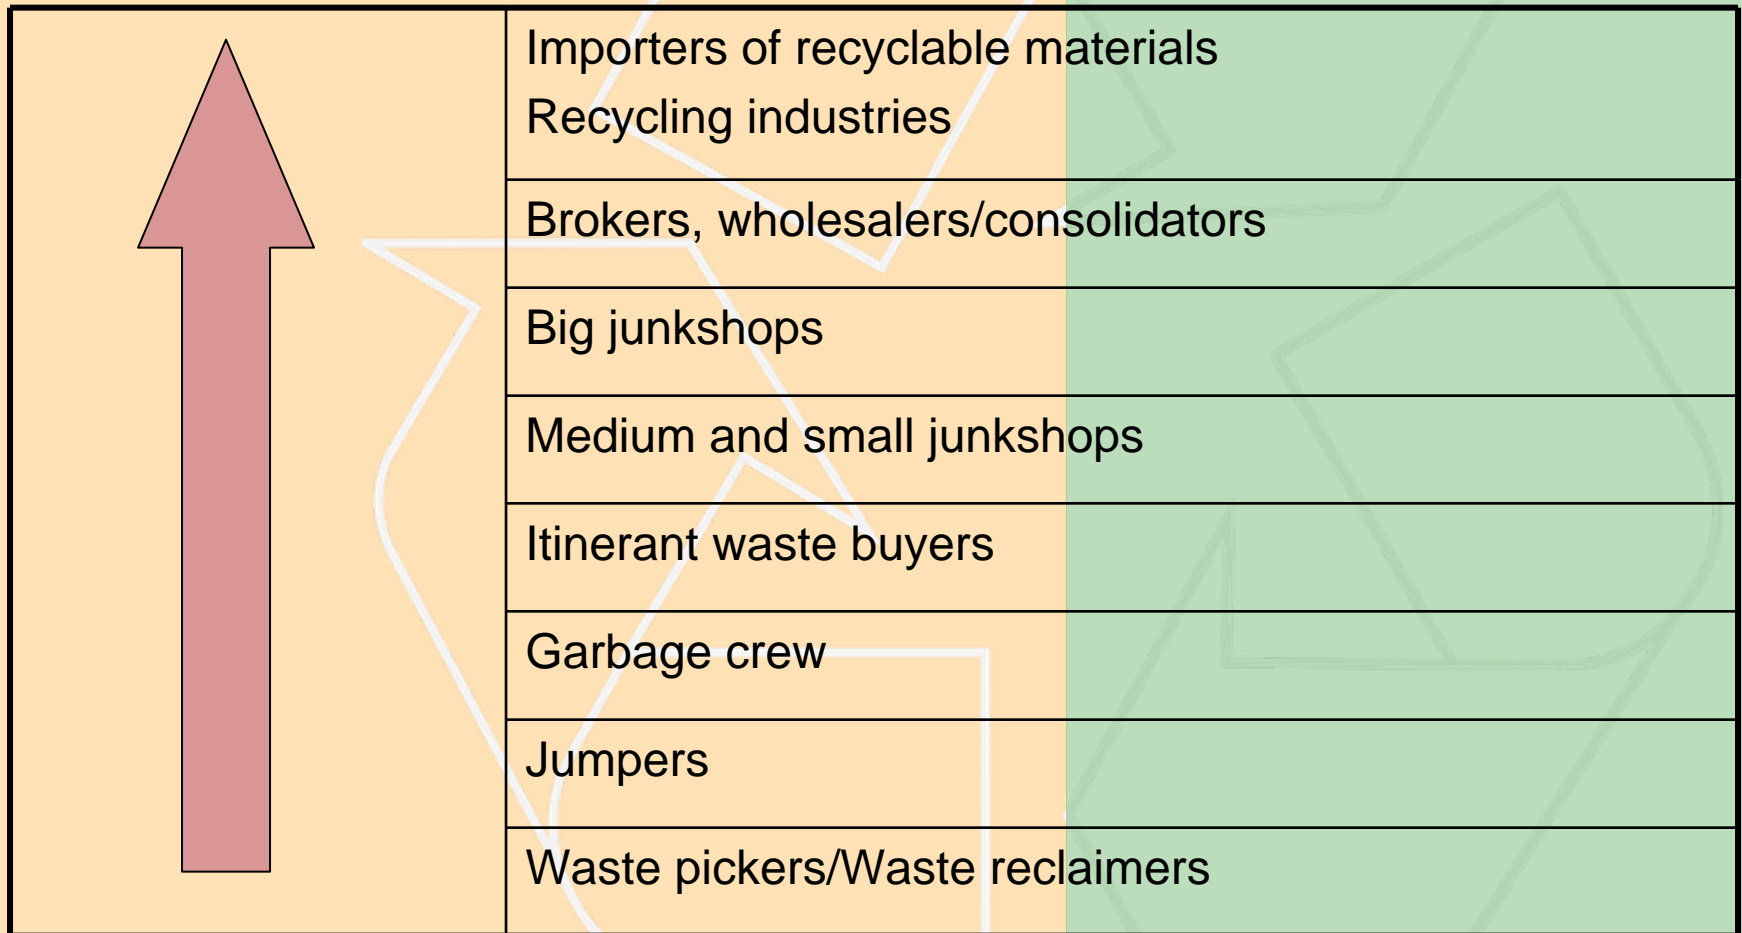 Importers of recyclable materials
Recycling industries
Brokers, wholesalers/consolidators
Big junkshops
Medium and small junkshops
Itinerant waste buyers
Garbage crew
Jumpers
Waste pickers/Waste reclaimers